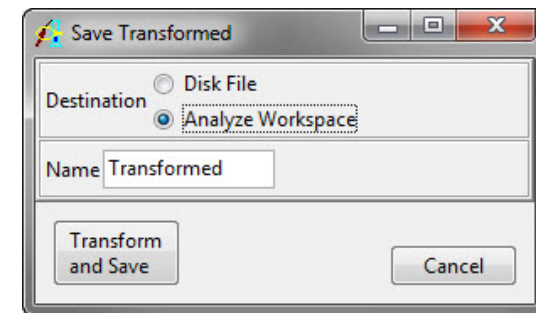 Save Transformed
Destination
Disk File
Analyze Workspace
Name Transformed
Transform
and Save
Cancel